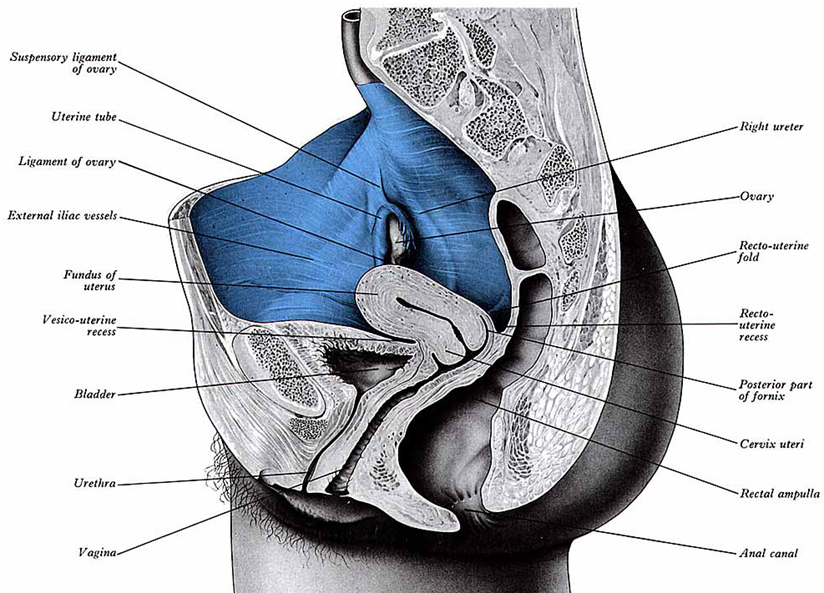 Suspensory ligament
of ovary
Uterine tube
Ligament of ovary
External iliac vessels
Fundus of
uterus
Vesico-uterine
recess
Bladder
Urethra
Vagina
Right ureter
Ovary
Recto-uterine
fold
Recto-
uterine
recess
Posterior part
of fornix
Cervix uteri
Rectal ampulla
Anal canal